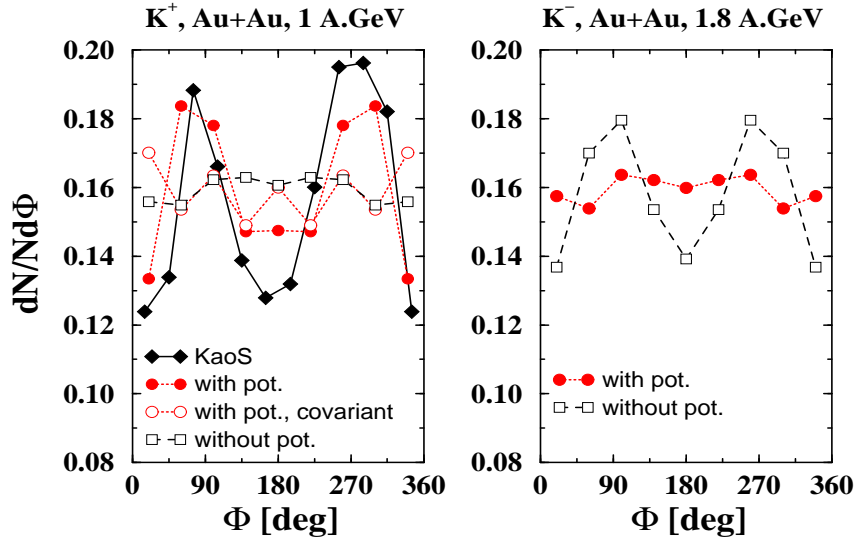 K⁺, Au+Au, 1 A.GeV
K⁻, Au+Au, 1.8 A.GeV
dN/NdΦ
0.20
0.18
0.16
0.14
0.12
0.10
0.08
KaoS
with pot.
with pot., covariant
without pot.
0 90 180 270 360
Φ [deg]
0.20
0.18
0.16
0.14
0.12
0.10
0.08
with pot.
without pot.
0 90 180 270 360
Φ [deg]